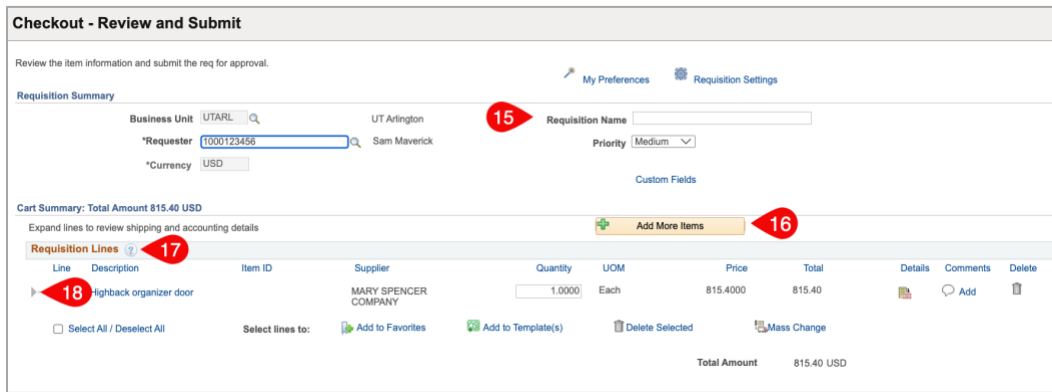 Checkout - Review and Submit
Review the item information and submit the req for approval.
My Preferences Requisition Settings
Requisition Summary
Business Unit UTARL UT Arlington 15 Requisition Name
*Requester 1000123456 Sam Maverick Priority Medium
*Currency USD
Custom Fields
Cart Summary: Total Amount 815.40 USD
Expand lines to review shipping and accounting details Add More Items 16
Requisition Lines ? 17
Line Description Item ID Supplier Quantity UOM Price Total Details Comments Delete
18 Highback organizer door MARY SPENCER COMPANY 1.0000 Each 815.4000 815.40 Add
Select All / Deselect All Select lines to: Add to Favorites Add to Template(s) Delete Selected Mass Change
Total Amount 815.40 USD